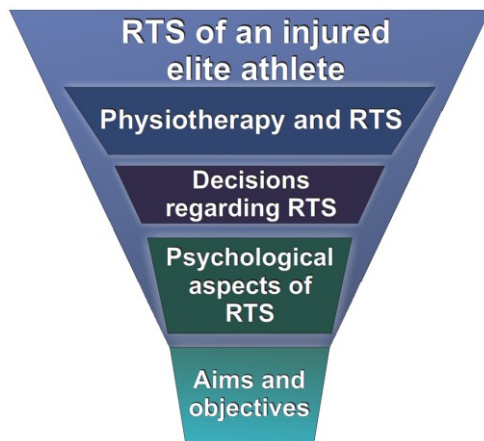 RTS of an injured
elite athlete
Physiotherapy and RTS
Decisions
regarding RTS
Psychological
aspects of
RTS
Aims and
objectives